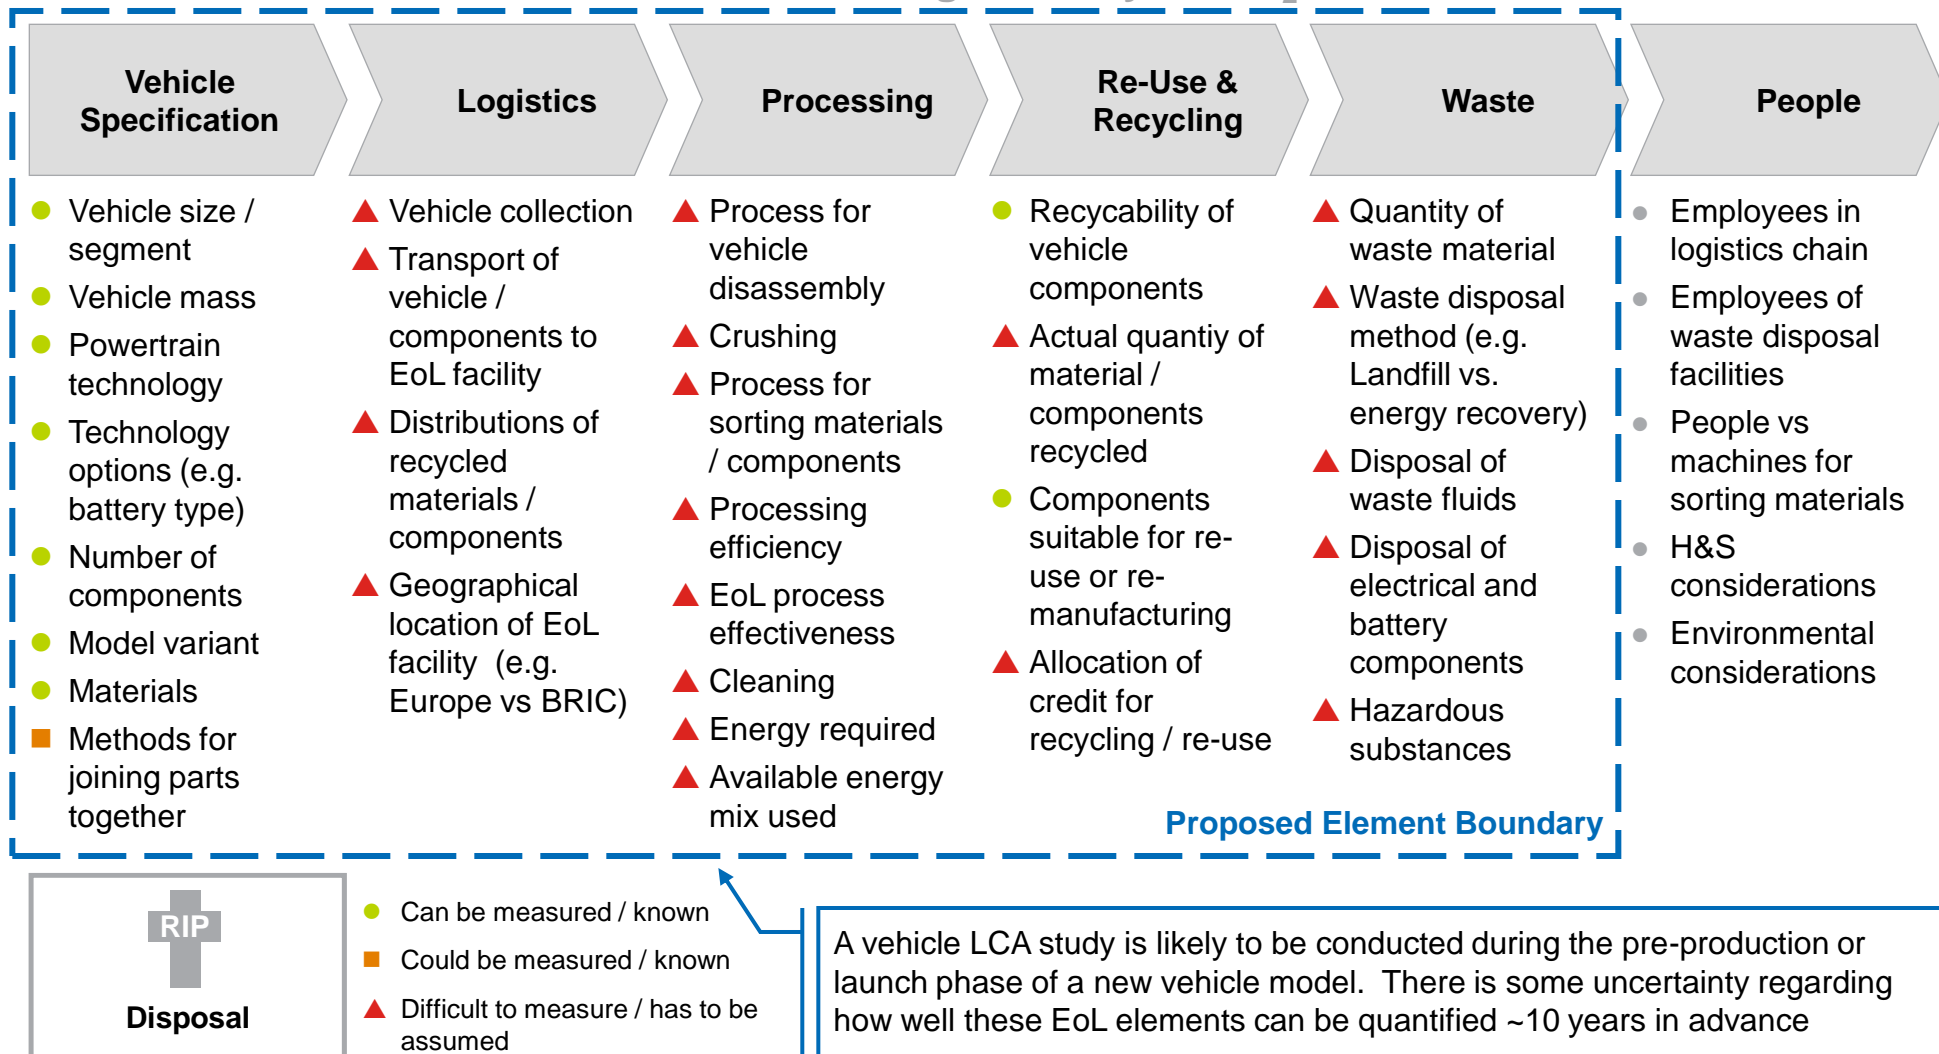 Vehicle
Specification
Logistics
Processing
Re-Use &
Recycling
Waste
People
Vehicle size /
segment
Vehicle mass
Powertrain
technology
Technology
options (e.g.
battery type)
Number of
components
Model variant
Materials
Methods for
joining parts
together
Vehicle collection
Transport of
vehicle /
components to
EoL facility
Distributions of
recycled
materials /
components
Geographical
location of EoL
facility (e.g.
Europe vs BRIC)
Process for
vehicle
disassembly
Crushing
Process for
sorting materials
/ components
Processing
efficiency
EoL process
effectiveness
Cleaning
Energy required
Available energy
mix used
Recycability of
vehicle
components
Actual quantiy of
material /
components
recycled
Components
suitable for re-
use or re-
manufacturing
Allocation of
credit for
recycling / re-use
Quantity of
waste material
Waste disposal
method (e.g.
Landfill vs.
energy recovery)
Disposal of
waste fluids
Disposal of
electrical and
battery
components
Hazardous
substances
Employees in
logistics chain
Employees of
waste disposal
facilities
People vs
machines for
sorting materials
H&S
considerations
Environmental
considerations
Proposed Element Boundary
RIP
Disposal
Can be measured / known
Could be measured / known
Difficult to measure / has to be
assumed
A vehicle LCA study is likely to be conducted during the pre-production or
launch phase of a new vehicle model. There is some uncertainty regarding
how well these EoL elements can be quantified ~10 years in advance